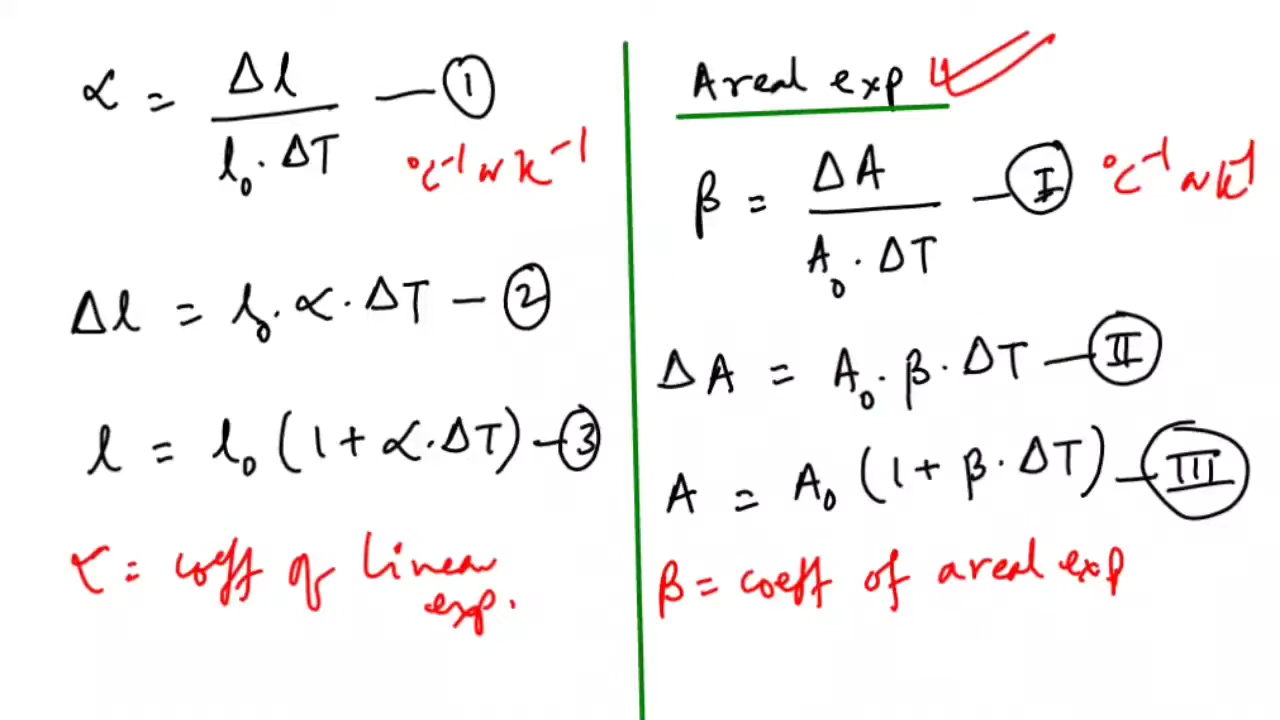 α = Δl / l₀·ΔT — ①
°C⁻¹ or K⁻¹
Δl = l₀·α·ΔT — ②
l = l₀ (1 + α·ΔT) — ③
α = coeff of Linear
exp.
Areal exp
β = ΔA / A₀·ΔT — Ⅰ
°C⁻¹ or K⁻¹
ΔA = A₀·β·ΔT — Ⅱ
A = A₀ (1 + β·ΔT) — Ⅲ
β = coeff of areal exp